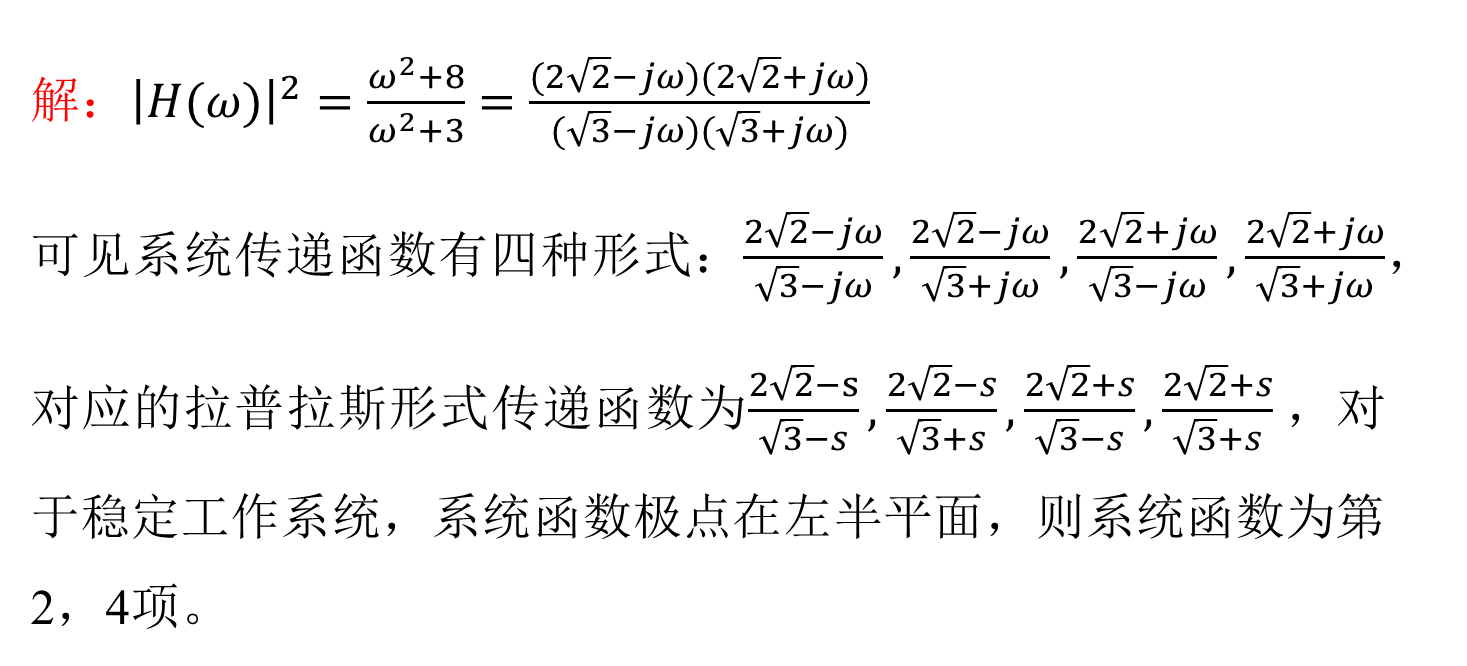 解：|H(ω)|² = (ω²+8)/(ω²+3) = ((2√2−jω)(2√2+jω))/((√3−jω)(√3+jω))
可见系统传递函数有四种形式：(2√2−jω)/(√3−jω), (2√2−jω)/(√3+jω), (2√2+jω)/(√3−jω), (2√2+jω)/(√3+jω)，
对应的拉普拉斯形式传递函数为(2√2−s)/(√3−s), (2√2−s)/(√3+s), (2√2+s)/(√3−s), (2√2+s)/(√3+s)，对
于稳定工作系统，系统函数极点在左半平面，则系统函数为第
2，4项。